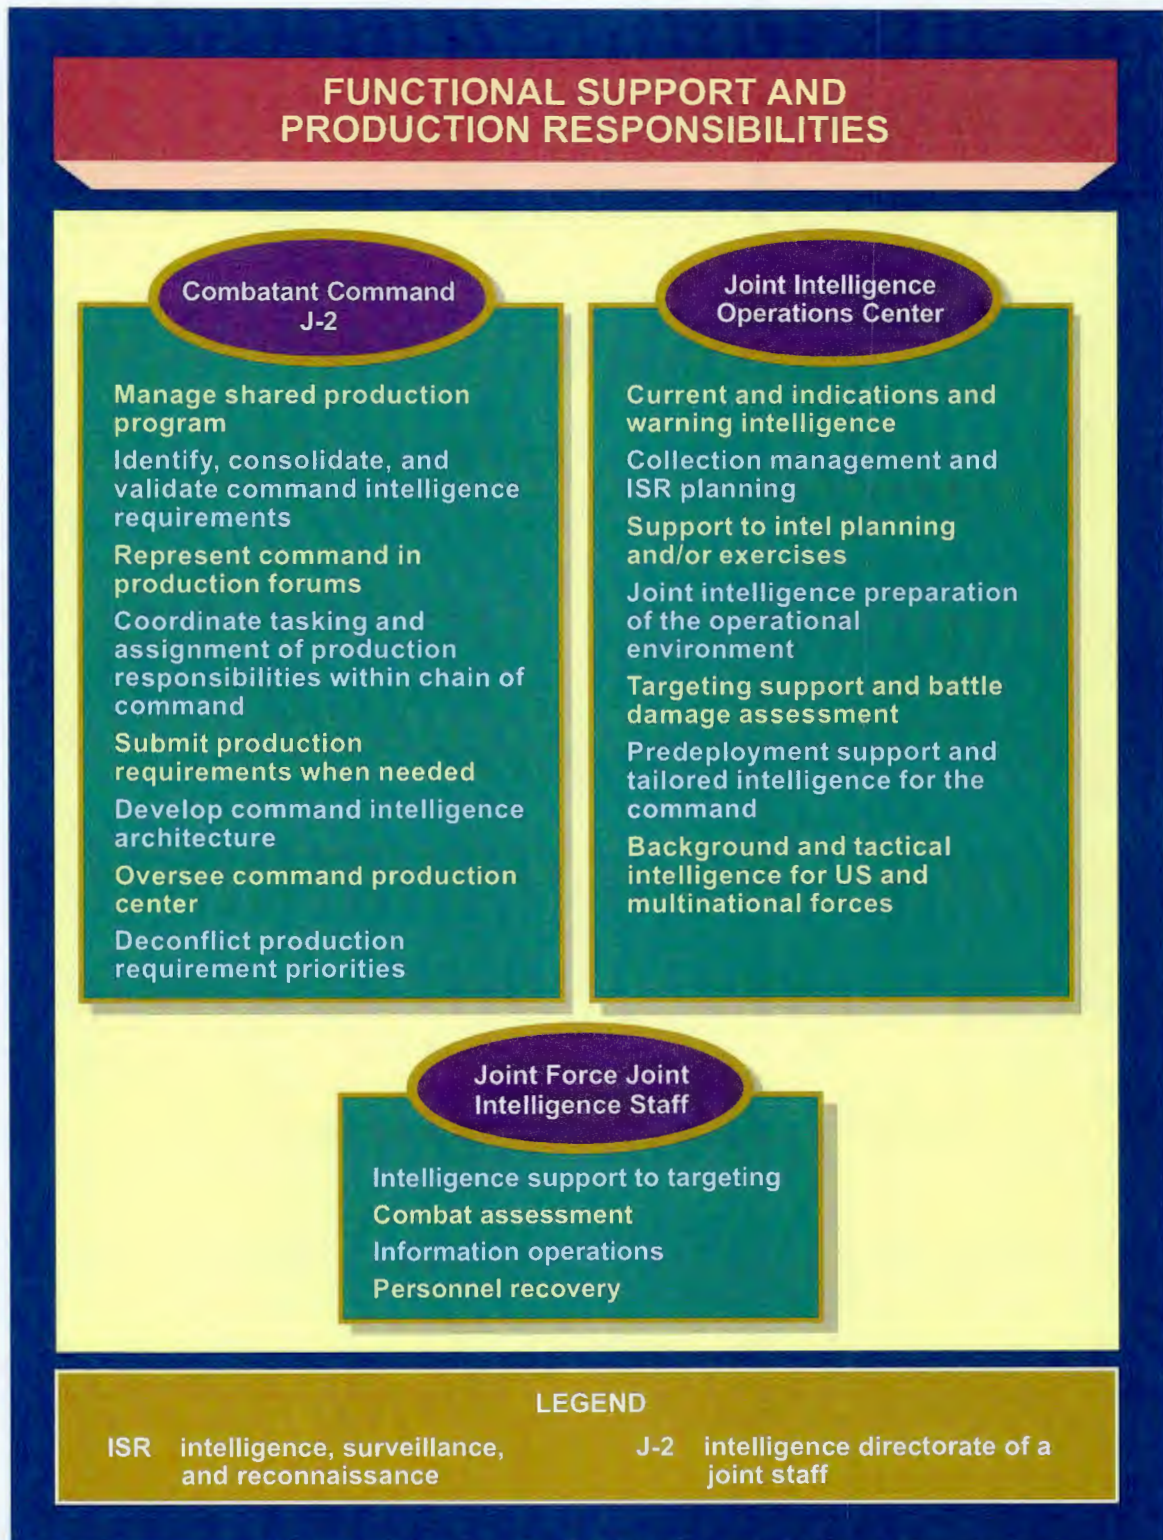 FUNCTIONAL SUPPORT AND
PRODUCTION RESPONSIBILITIES
Combatant Command
J-2
Manage shared production
program
Identify, consolidate, and
validate command intelligence
requirements
Represent command in
production forums
Coordinate tasking and
assignment of production
responsibilities within chain of
command
Submit production
requirements when needed
Develop command intelligence
architecture
Oversee command production
center
Deconflict production
requirement priorities
Joint Intelligence
Operations Center
Current and indications and
warning intelligence
Collection management and
ISR planning
Support to intel planning
and/or exercises
Joint intelligence preparation
of the operational
environment
Targeting support and battle
damage assessment
Predeployment support and
tailored intelligence for the
command
Background and tactical
intelligence for US and
multinational forces
Joint Force Joint
Intelligence Staff
Intelligence support to targeting
Combat assessment
Information operations
Personnel recovery
LEGEND
ISR intelligence, surveillance,
and reconnaissance
J-2 intelligence directorate of a
joint staff